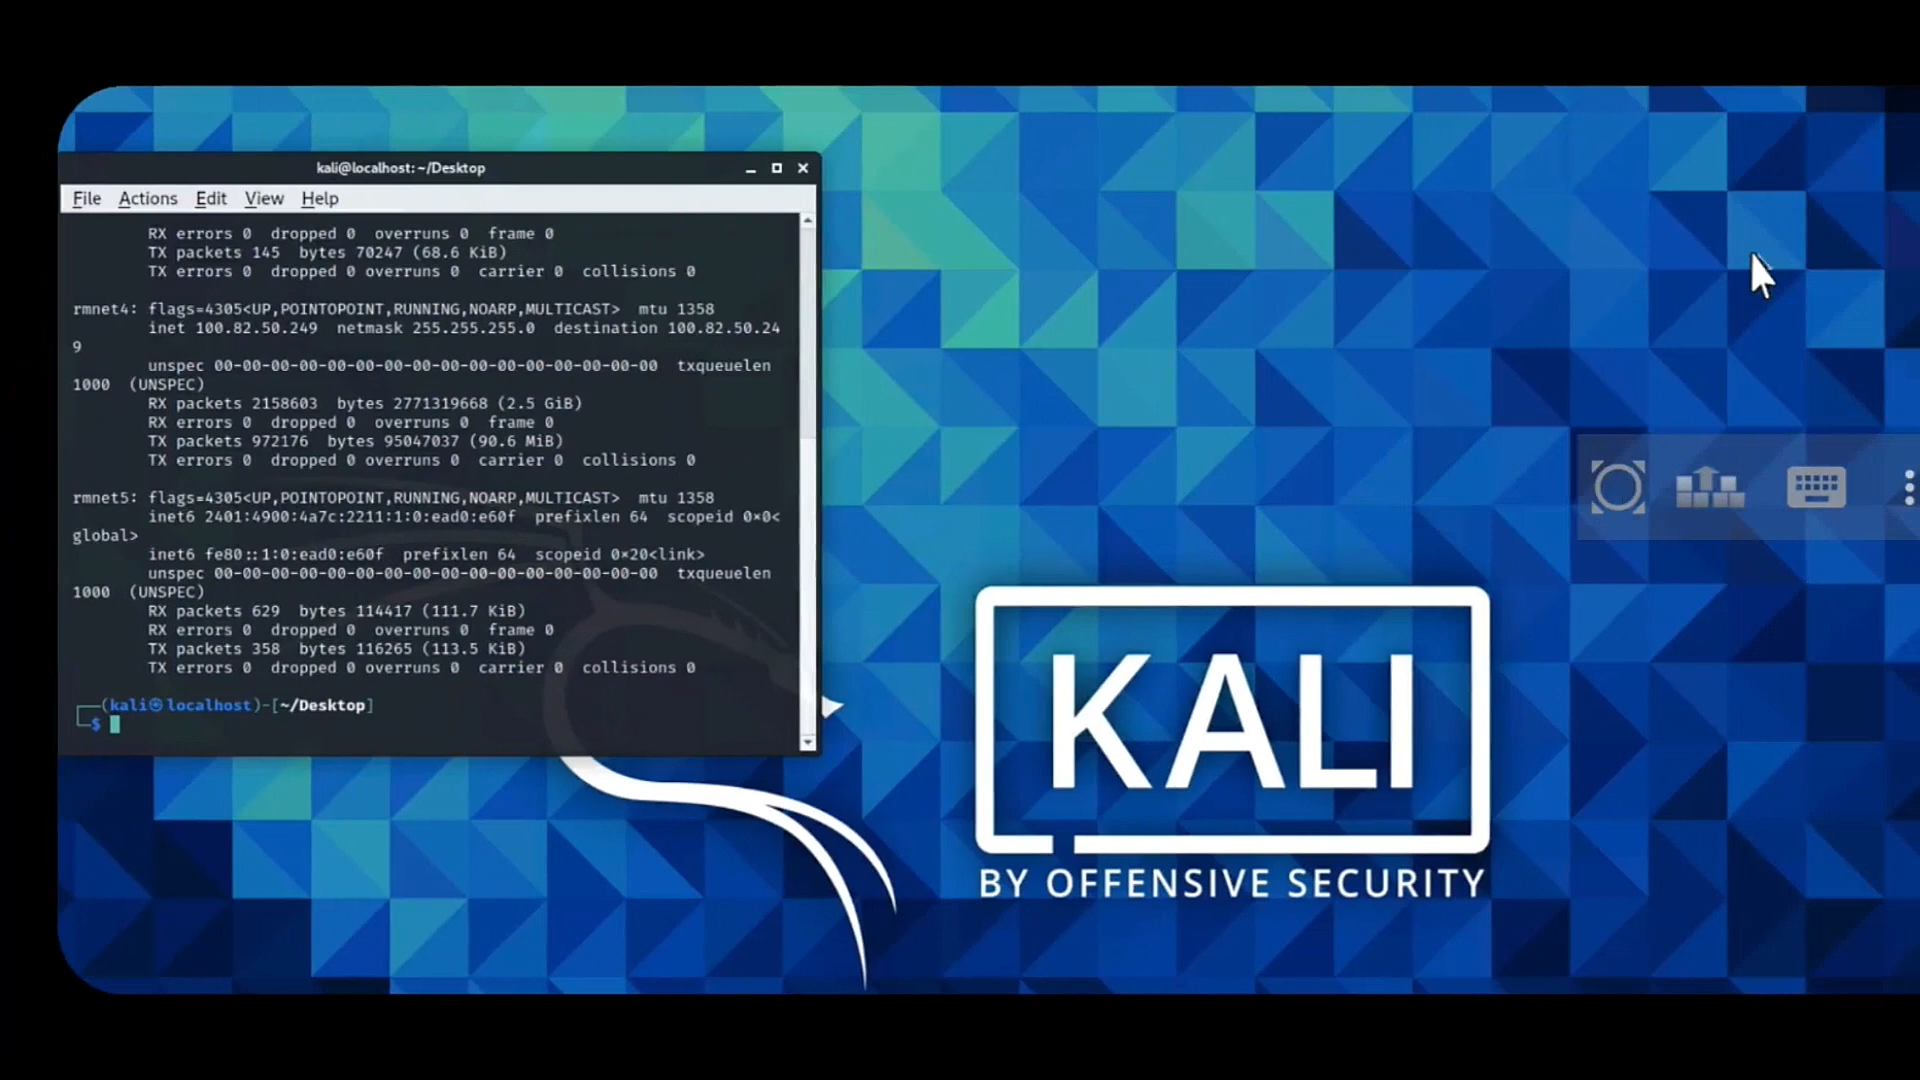 kali@localhost:~/Desktop
File Actions Edit View Help
RX errors 0 dropped 0 overruns 0 frame 0
TX packets 145 bytes 70247 (68.6 KiB)
TX errors 0 dropped 0 overruns 0 carrier 0 collisions 0
rmnet4: flags=4305<UP,POINTOPOINT,RUNNING,NOARP,MULTICAST> mtu 1358
inet 100.82.50.249 netmask 255.255.255.0 destination 100.82.50.24
9
unspec 00-00-00-00-00-00-00-00-00-00-00-00-00-00-00-00 txqueuelen
1000 (UNSPEC)
RX packets 2158603 bytes 2771319668 (2.5 GiB)
RX errors 0 dropped 0 overruns 0 frame 0
TX packets 972176 bytes 95047037 (90.6 MiB)
TX errors 0 dropped 0 overruns 0 carrier 0 collisions 0
rmnet5: flags=4305<UP,POINTOPOINT,RUNNING,NOARP,MULTICAST> mtu 1358
inet6 2401:4900:4a7c:2211:1:0:ead0:e60f prefixlen 64 scopeid 0×0<
global>
inet6 fe80::1:0:ead0:e60f prefixlen 64 scopeid 0×20<link>
unspec 00-00-00-00-00-00-00-00-00-00-00-00-00-00-00-00 txqueuelen
1000 (UNSPEC)
RX packets 629 bytes 114417 (111.7 KiB)
RX errors 0 dropped 0 overruns 0 frame 0
TX packets 358 bytes 116265 (113.5 KiB)
TX errors 0 dropped 0 overruns 0 carrier 0 collisions 0
┌──(kali㉿localhost)-[~/Desktop]
└─$
KALI
BY OFFENSIVE SECURITY